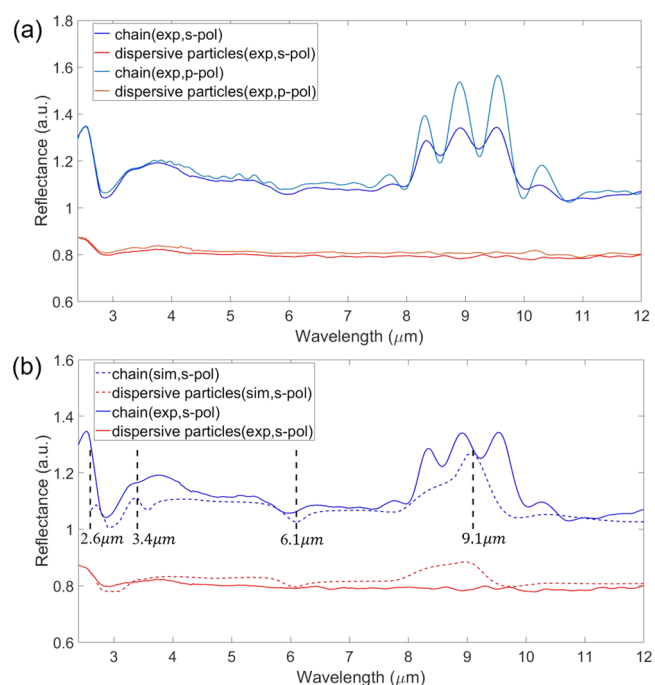 (a)
chain(exp,s-pol)
dispersive particles(exp,s-pol)
chain(exp,p-pol)
dispersive particles(exp,p-pol)
1.8
1.6
1.4
1.2
1
0.8
0.6
Reflectance (a.u.)
3 4 5 6 7 8 9 10 11 12
Wavelength (μm)
(b)
chain(sim,s-pol)
dispersive particles(sim,s-pol)
chain(exp,s-pol)
dispersive particles(exp,s-pol)
1.6
1.4
1.2
1
0.8
0.6
Reflectance (a.u.)
2.6μm 3.4μm 6.1μm 9.1μm
3 4 5 6 7 8 9 10 11 12
Wavelength (μm)